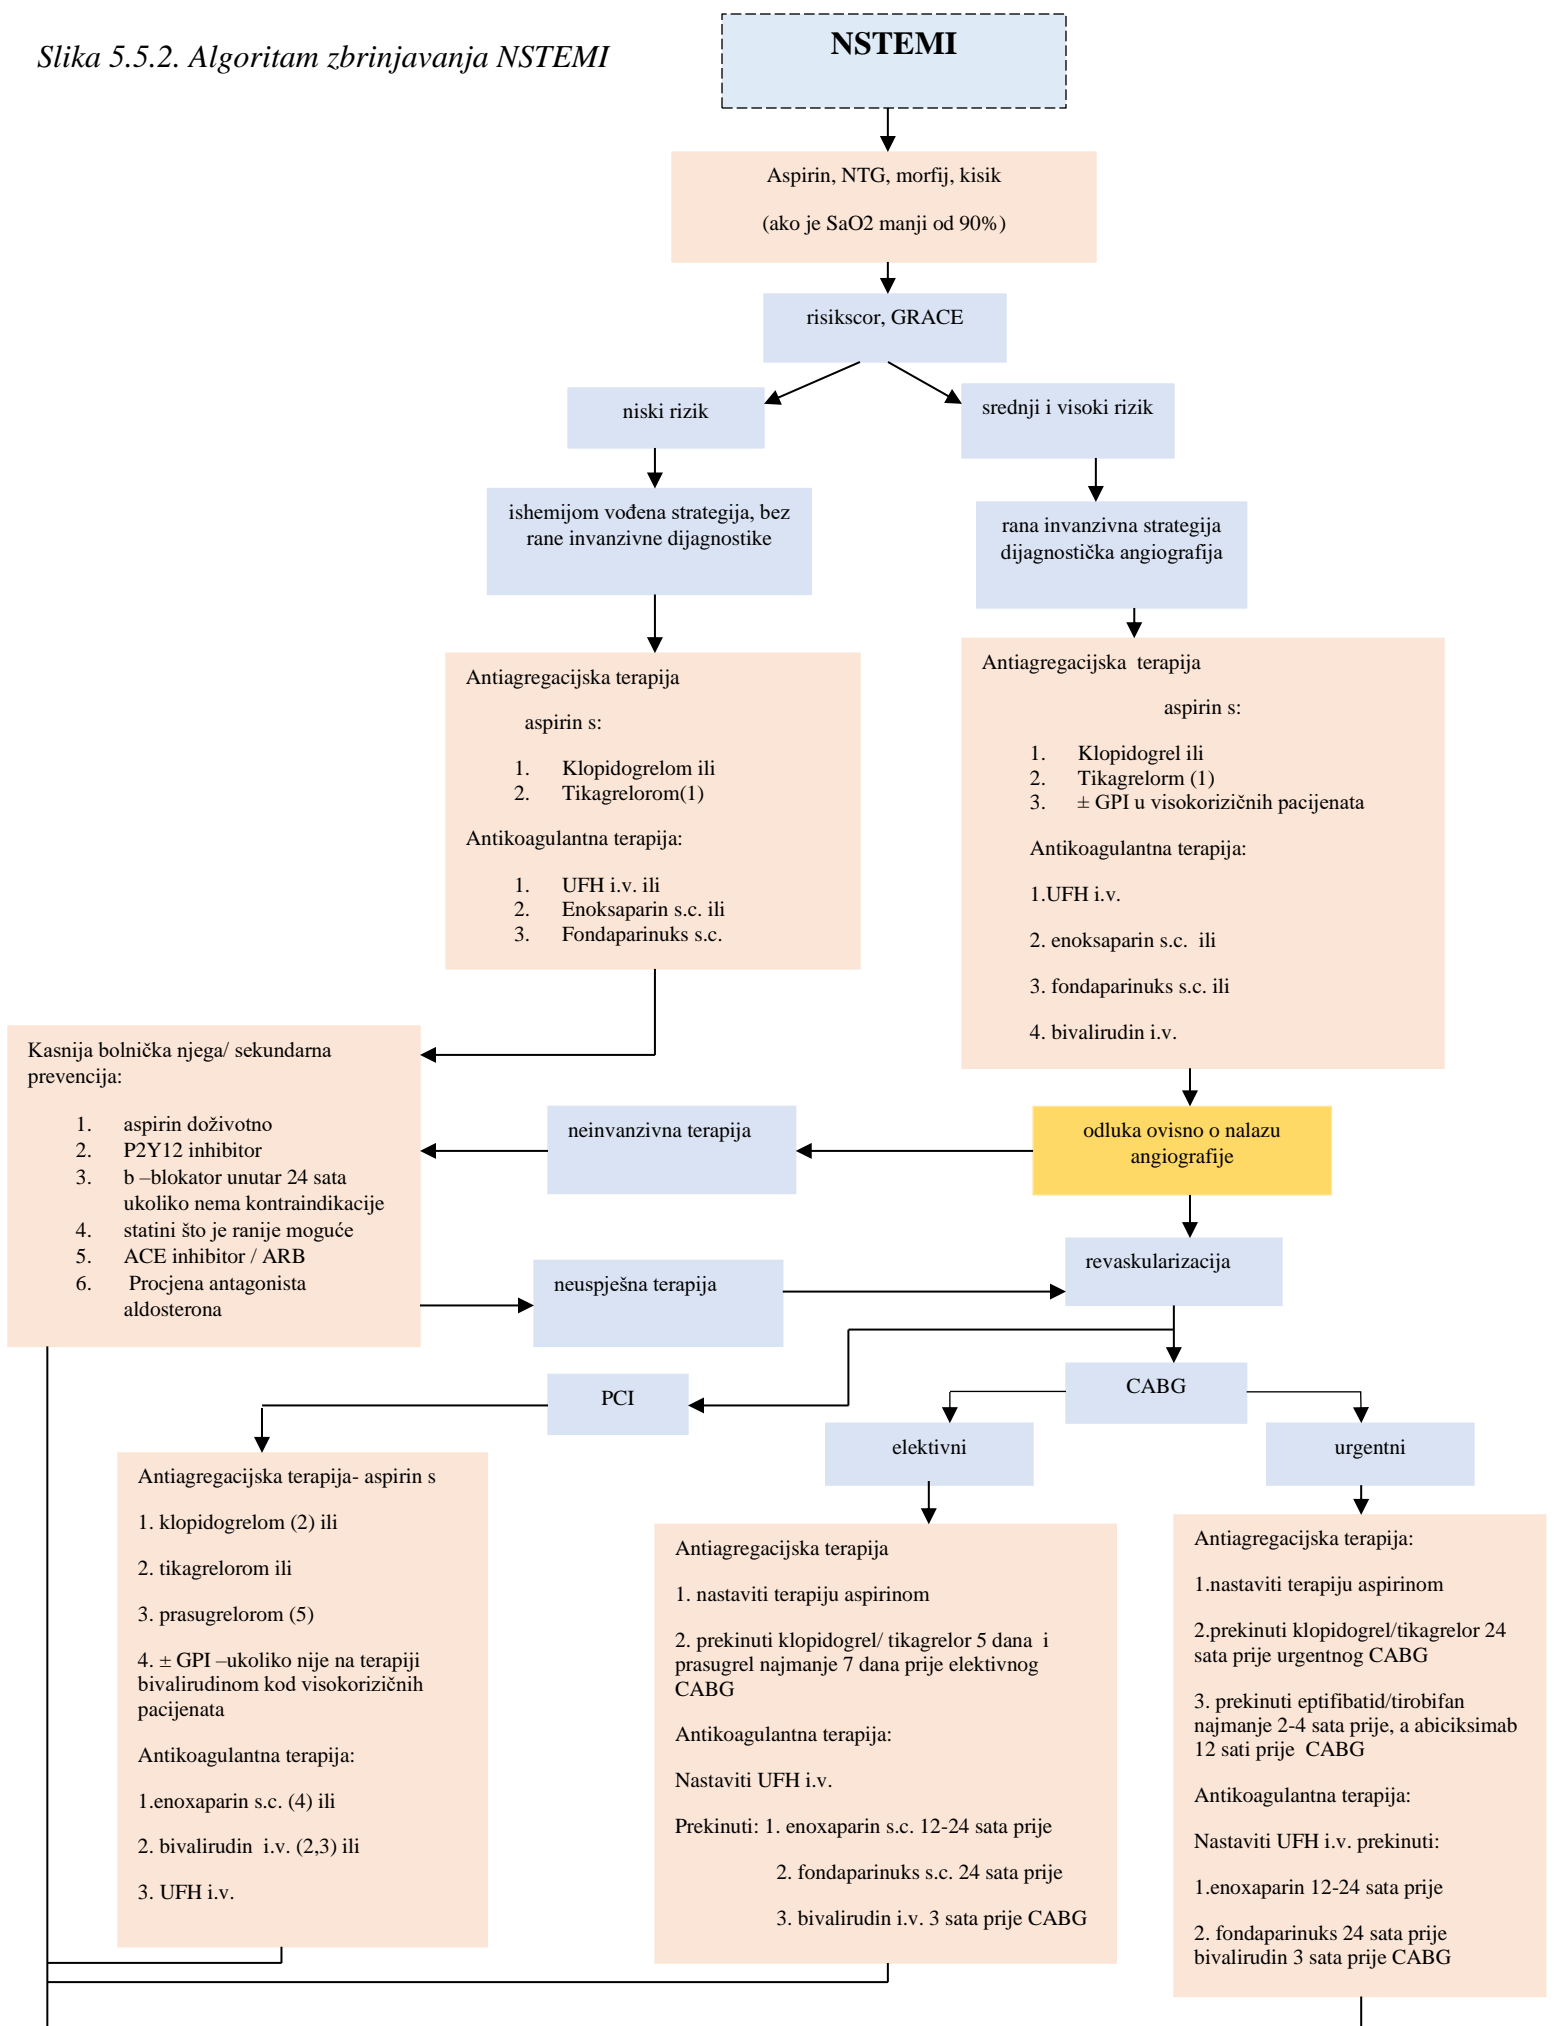 Slika 5.5.2. Algoritam zbrinjavanja NSTEMI
NSTEMI
Aspirin, NTG, morfij, kisik
(ako je SaO2 manji od 90%)
risikscor, GRACE
niski rizik
srednji i visoki rizik
ishemijom vođena strategija, bez
rane invanzivne dijagnostike
rana invanzivna strategija
dijagnostička angiografija
Antiagregacijska terapija
aspirin s:
1. Klopidogrelom ili
2. Tikagrelorom(1)
Antikoagulantna terapija:
1. UFH i.v. ili
2. Enoksaparin s.c. ili
3. Fondaparinuks s.c.
Antiagregacijska terapija
aspirin s:
1. Klopidogrel ili
2. Tikagrelorm (1)
3. ± GPI u visokorizičnih pacijenata
Antikoagulantna terapija:
1.UFH i.v.
2. enoksaparin s.c. ili
3. fondaparinuks s.c. ili
4. bivalirudin i.v.
Kasnija bolnička njega/ sekundarna
prevencija:
1. aspirin doživotno
2. P2Y12 inhibitor
3. b –blokator unutar 24 sata
ukoliko nema kontraindikacije
4. statini što je ranije moguće
5. ACE inhibitor / ARB
6. Procjena antagonista
aldosterona
neinvanzivna terapija
odluka ovisno o nalazu
angiografije
neuspješna terapija
revaskularizacija
PCI
CABG
elektivni
urgentni
Antiagregacijska terapija- aspirin s
1. klopidogrelom (2) ili
2. tikagrelorom ili
3. prasugrelorom (5)
4. ± GPI –ukoliko nije na terapiji
bivalirudinom kod visokorizičnih
pacijenata
Antikoagulantna terapija:
1.enoxaparin s.c. (4) ili
2. bivalirudin i.v. (2,3) ili
3. UFH i.v.
Antiagregacijska terapija
1. nastaviti terapiju aspirinom
2. prekinuti klopidogrel/ tikagrelor 5 dana i
prasugrel najmanje 7 dana prije elektivnog
CABG
Antikoagulantna terapija:
Nastaviti UFH i.v.
Prekinuti: 1. enoxaparin s.c. 12-24 sata prije
2. fondaparinuks s.c. 24 sata prije
3. bivalirudin i.v. 3 sata prije CABG
Antiagregacijska terapija:
1.nastaviti terapiju aspirinom
2.prekinuti klopidogrel/tikagrelor 24
sata prije urgentnog CABG
3. prekinuti eptifibatid/tirobifan
najmanje 2-4 sata prije, a abiciksimab
12 sati prije CABG
Antikoagulantna terapija:
Nastaviti UFH i.v. prekinuti:
1.enoxaparin 12-24 sata prije
2. fondaparinuks 24 sata prije
bivalirudin 3 sata prije CABG